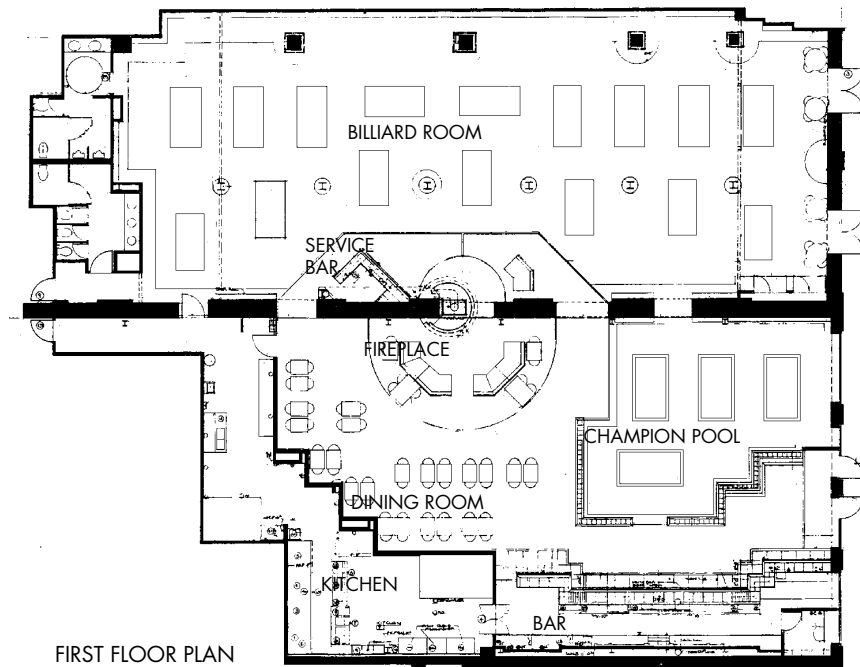 BILLIARD ROOM
SERVICE
BAR
FIREPLACE
CHAMPION POOL
DINING ROOM
KITCHEN
BAR
FIRST FLOOR PLAN